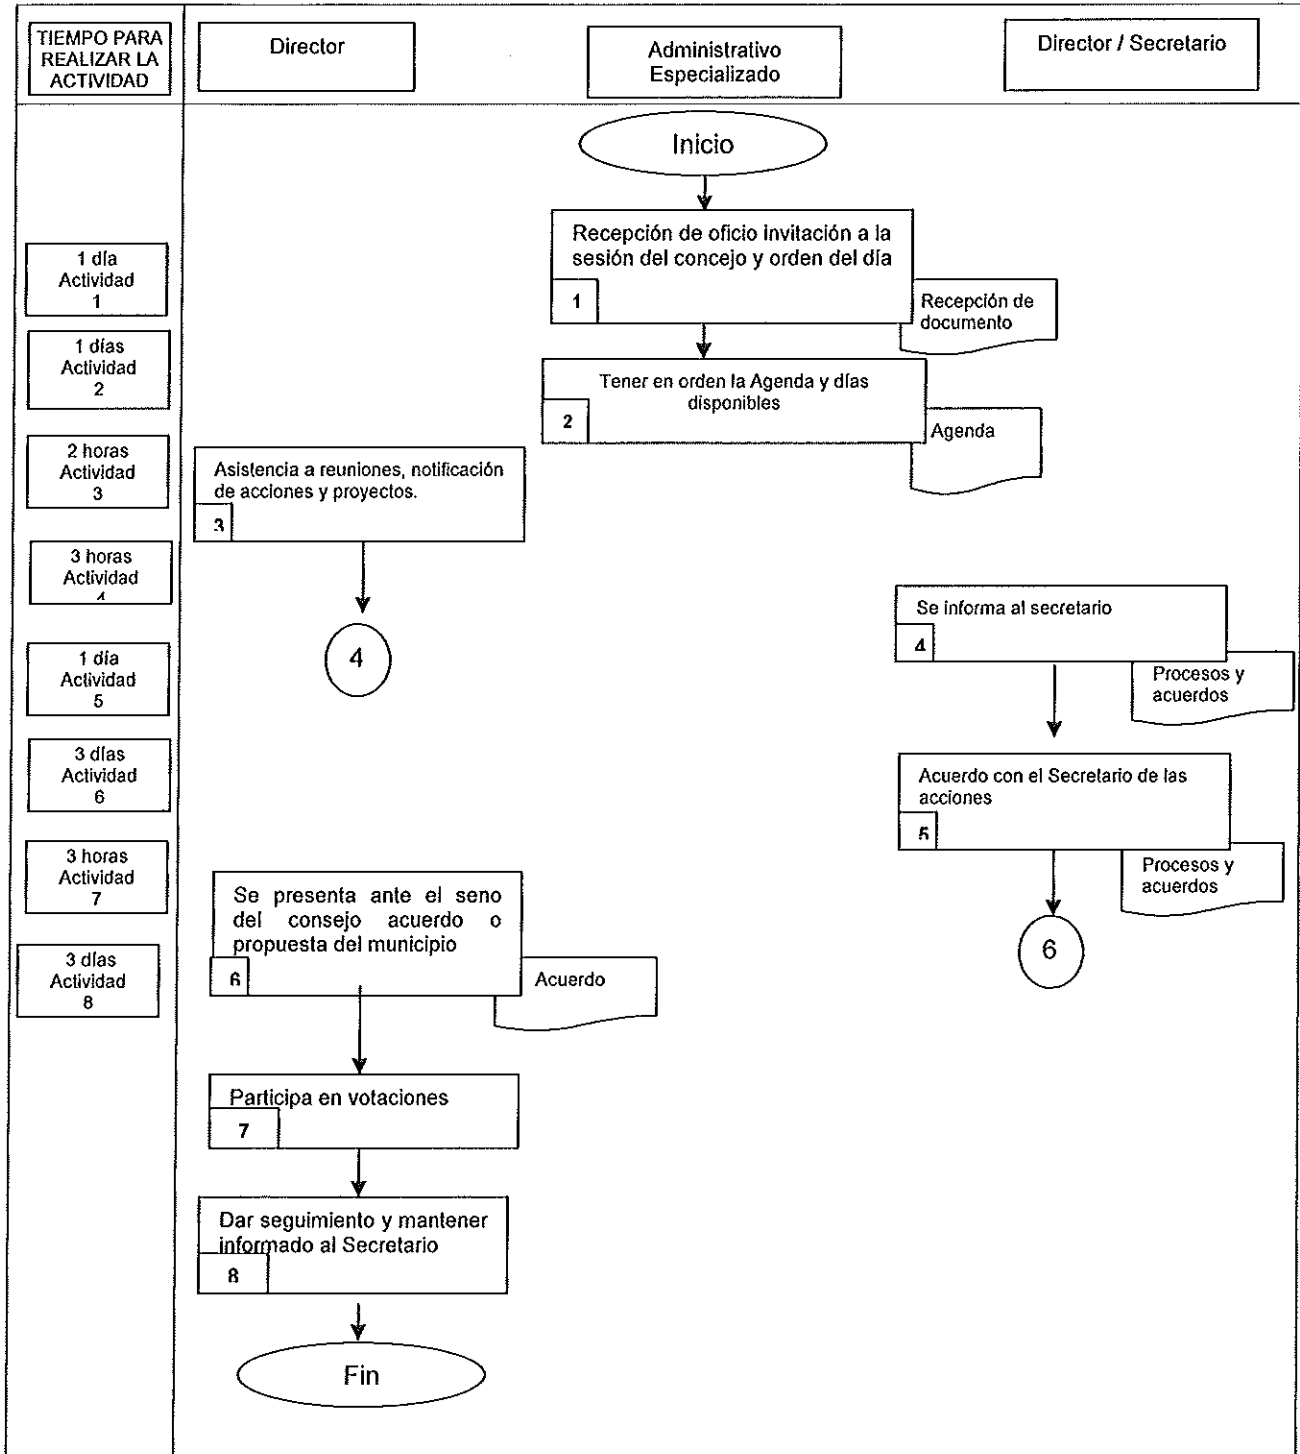 TIEMPO PARA
REALIZAR LA
ACTIVIDAD
Director
Administrativo
Especializado
Director / Secretario
Inicio
1 día
Actividad
1
Recepción de oficio invitación a la
sesión del concejo y orden del día
1
Recepción de
documento
1 días
Actividad
2
Tener en orden la Agenda y días
disponibles
2
Agenda
2 horas
Actividad
3
Asistencia a reuniones, notificación
de acciones y proyectos.
3
3 horas
Actividad
4
4
Se informa al secretario
4
Procesos y
acuerdos
1 día
Actividad
5
3 días
Actividad
6
Acuerdo con el Secretario de las
acciones
5
Procesos y
acuerdos
6
3 horas
Actividad
7
Se presenta ante el seno
del consejo acuerdo o
propuesta del municipio
6
Acuerdo
3 días
Actividad
8
Participa en votaciones
7
Dar seguimiento y mantener
informado al Secretario
8
Fin